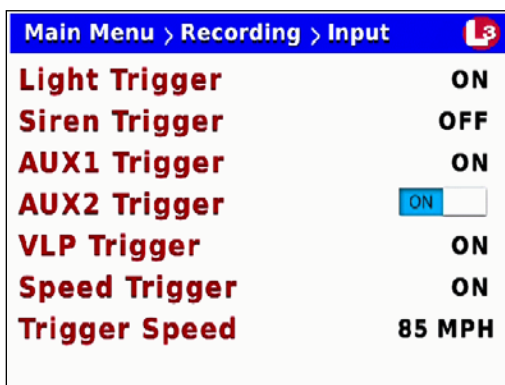 Main Menu > Recording > Input L3
Light Trigger ON
Siren Trigger OFF
AUX1 Trigger ON
AUX2 Trigger ON
VLP Trigger ON
Speed Trigger ON
Trigger Speed 85 MPH